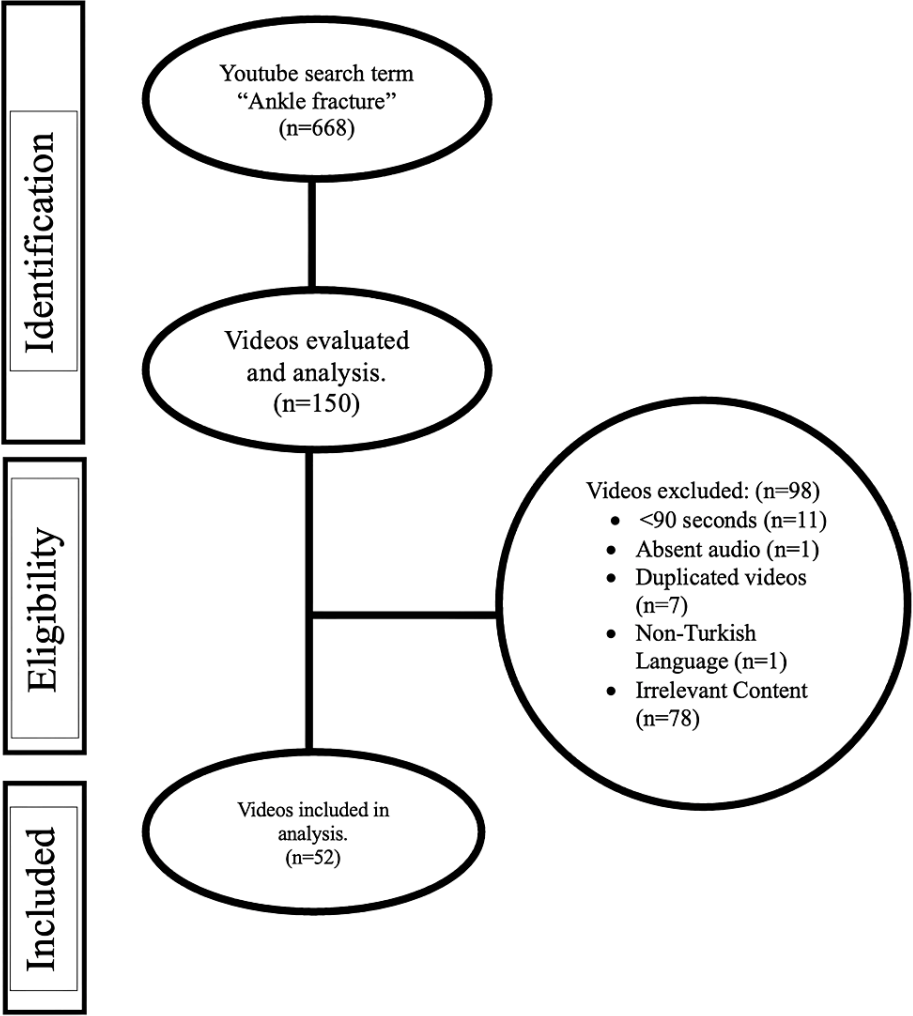 Identification
Youtube search term
“Ankle fracture”
(n=668)
Videos evaluated
and analysis.
(n=150)
Eligibility
Videos excluded: (n=98)
• <90 seconds (n=11)
• Absent audio (n=1)
• Duplicated videos
(n=7)
• Non-Turkish
Language (n=1)
• Irrelevant Content
(n=78)
Included
Videos included in
analysis.
(n=52)